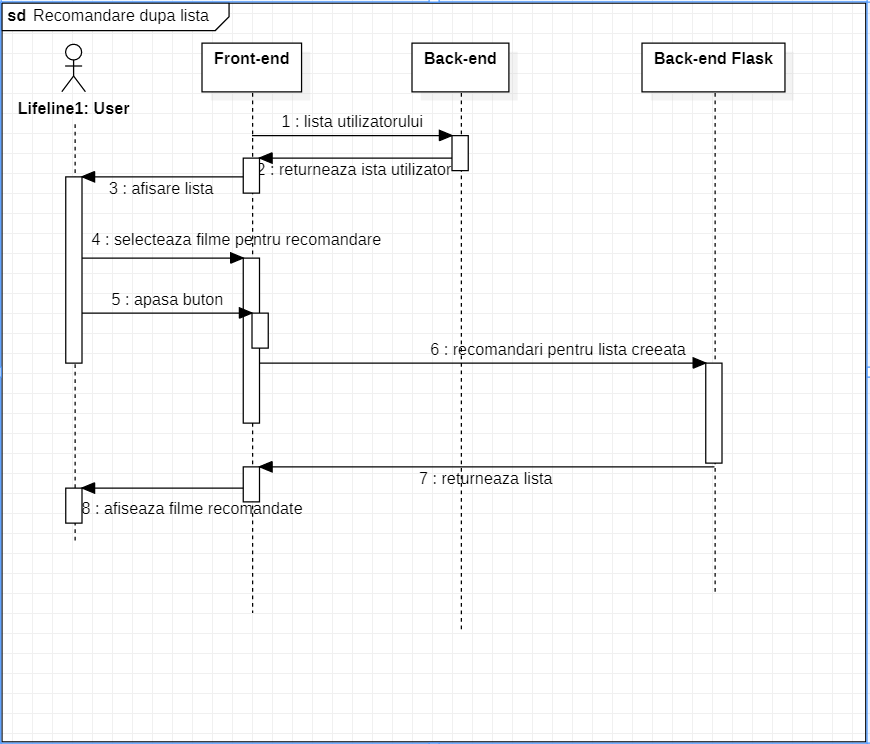 sd Recomandare dupa lista
Front-end
Back-end
Back-end Flask
Lifeline1: User
1 : lista utilizatorului
2 : returneaza ista utilizator
3 : afisare lista
4 : selecteaza filme pentru recomandare
5 : apasa buton
6 : recomandari pentru lista creeata
7 : returneaza lista
8 : afiseaza filme recomandate